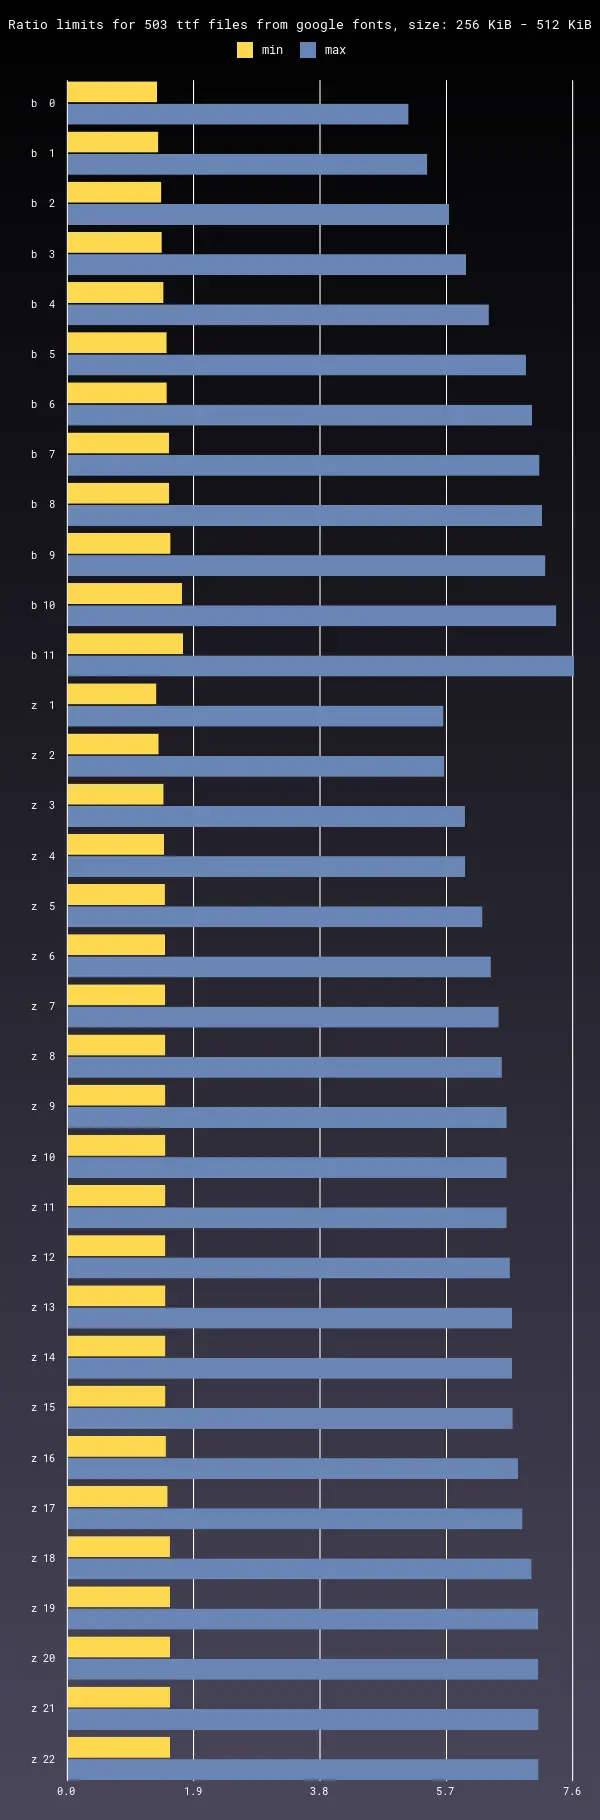 Ratio limits for 503 ttf files from google fonts, size: 256 KiB - 512 KiB
min max
b 0
b 1
b 2
b 3
b 4
b 5
b 6
b 7
b 8
b 9
b 10
b 11
z 1
z 2
z 3
z 4
z 5
z 6
z 7
z 8
z 9
z 10
z 11
z 12
z 13
z 14
z 15
z 16
z 17
z 18
z 19
z 20
z 21
z 22
0.0 1.9 3.8 5.7 7.6